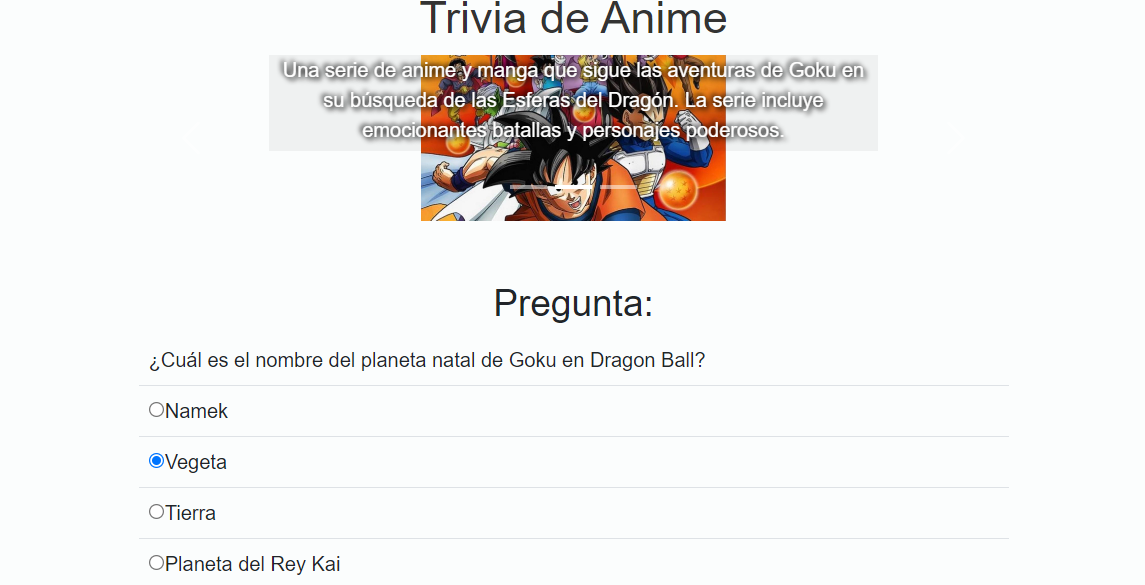 Trivia de Anime
Una serie de anime y manga que sigue las aventuras de Goku en
su búsqueda de las Esferas del Dragón. La serie incluye
emocionantes batallas y personajes poderosos.
Pregunta:
¿Cuál es el nombre del planeta natal de Goku en Dragon Ball?
Namek
Vegeta
Tierra
Planeta del Rey Kai